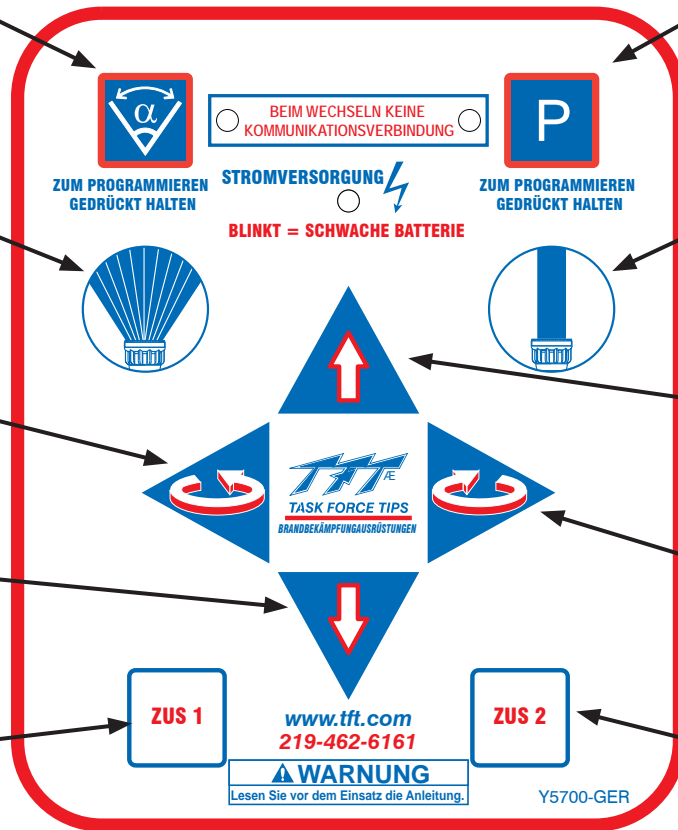 α
BEIM WECHSELN KEINE
KOMMUNIKATIONSVERBINDUNG
P
ZUM PROGRAMMIEREN
GEDRÜCKT HALTEN
STROMVERSORGUNG
BLINKT = SCHWACHE BATTERIE
ZUM PROGRAMMIEREN
GEDRÜCKT HALTEN
TFT Æ
TASK FORCE TIPS
BRANDBEKÄMPFUNGAUSRÜSTUNGEN
ZUS 1
ZUS 2
www.tft.com
219-462-6161
WARNUNG
Lesen Sie vor dem Einsatz die Anleitung.
Y5700-GER